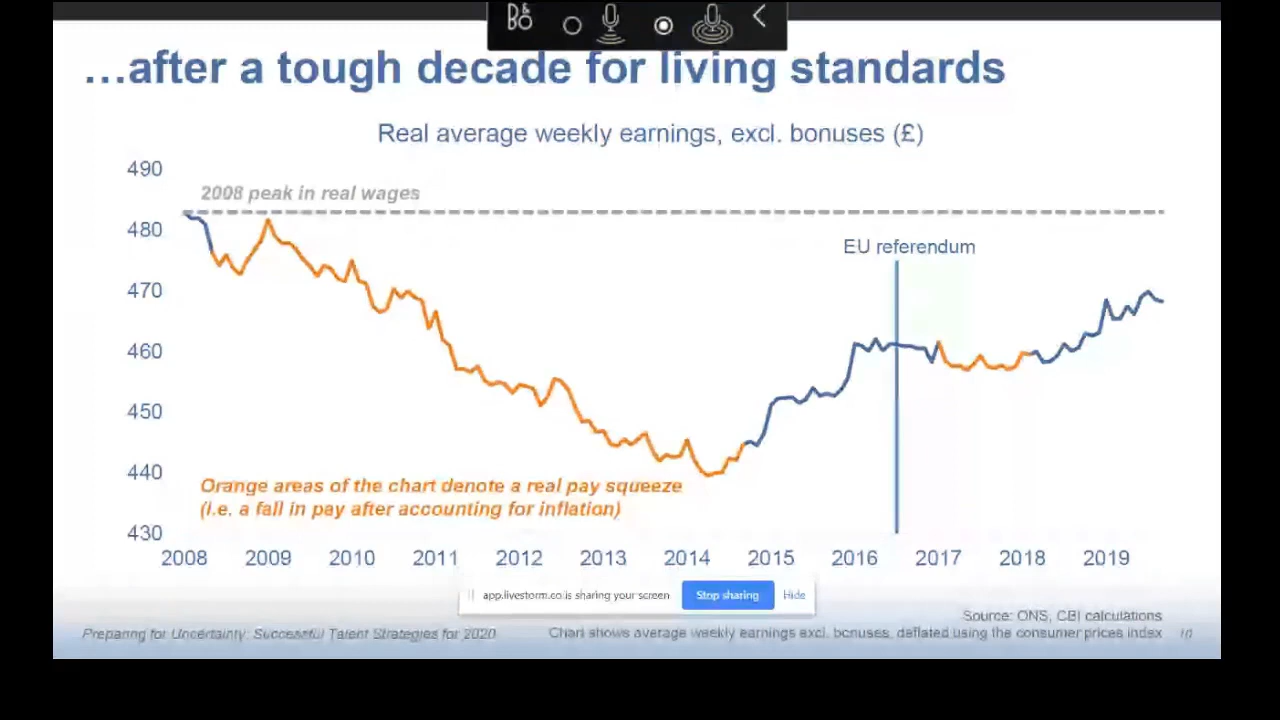 B&O
…after a tough decade for living standards
Real average weekly earnings, excl. bonuses (£)
490
2008 peak in real wages
480
EU referendum
470
460
450
440
Orange areas of the chart denote a real pay squeeze
(i.e. a fall in pay after accounting for inflation)
430
2008 2009 2010 2011 2012 2013 2014 2015 2016 2017 2018 2019
app.livestorm.co is sharing your screen Stop sharing Hide
Source: ONS, CBI calculations
Preparing for Uncertainty: Successful Talent Strategies for 2020 Chart shows average weekly earnings excl. bonuses, deflated using the consumer prices index